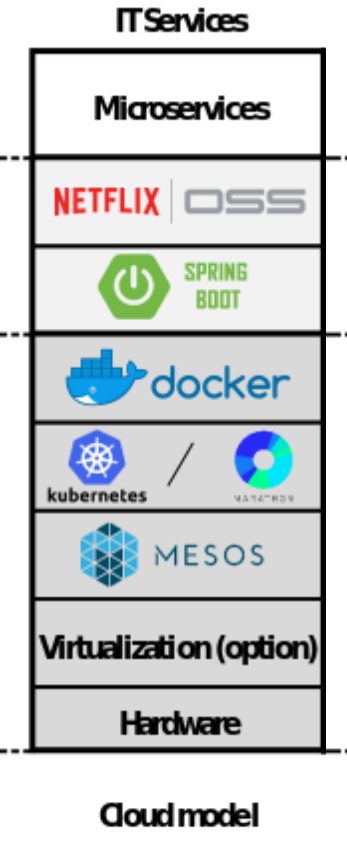 IT Services
Microservices
NETFLIX OSS
SPRING
BOOT
docker
kubernetes / MARATHON
MESOS
Virtualization (option)
Hardware
Cloud model